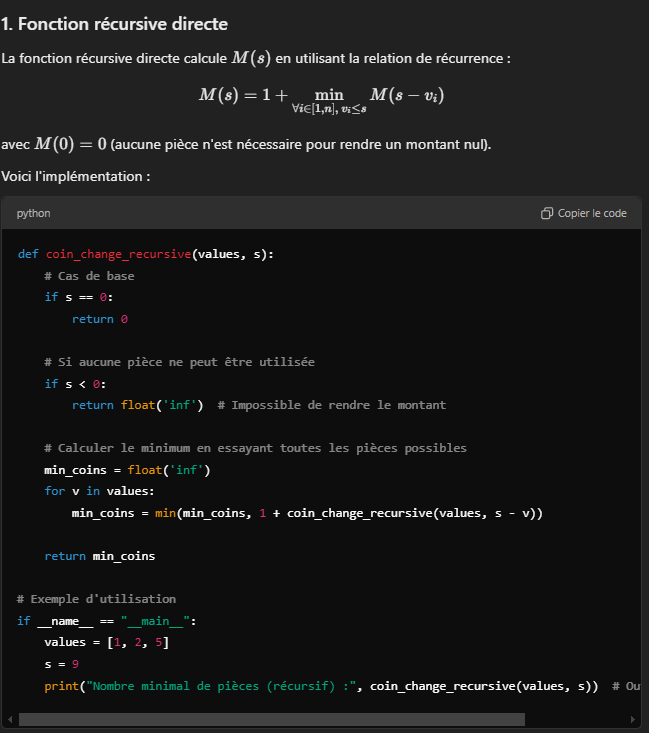 1. Fonction récursive directe
La fonction récursive directe calcule M(s) en utilisant la relation de récurrence :
M(s) = 1 + min M(s − vᵢ)
∀i∈[1,n], vᵢ≤s
avec M(0) = 0 (aucune pièce n'est nécessaire pour rendre un montant nul).
Voici l'implémentation :
python
Copier le code
def coin_change_recursive(values, s):
    # Cas de base
    if s == 0:
        return 0
    # Si aucune pièce ne peut être utilisée
    if s < 0:
        return float('inf')  # Impossible de rendre le montant
    # Calculer le minimum en essayant toutes les pièces possibles
    min_coins = float('inf')
    for v in values:
        min_coins = min(min_coins, 1 + coin_change_recursive(values, s - v))
    return min_coins
# Exemple d'utilisation
if __name__ == "__main__":
    values = [1, 2, 5]
    s = 9
    print("Nombre minimal de pièces (récursif) :", coin_change_recursive(values, s))  # Ou